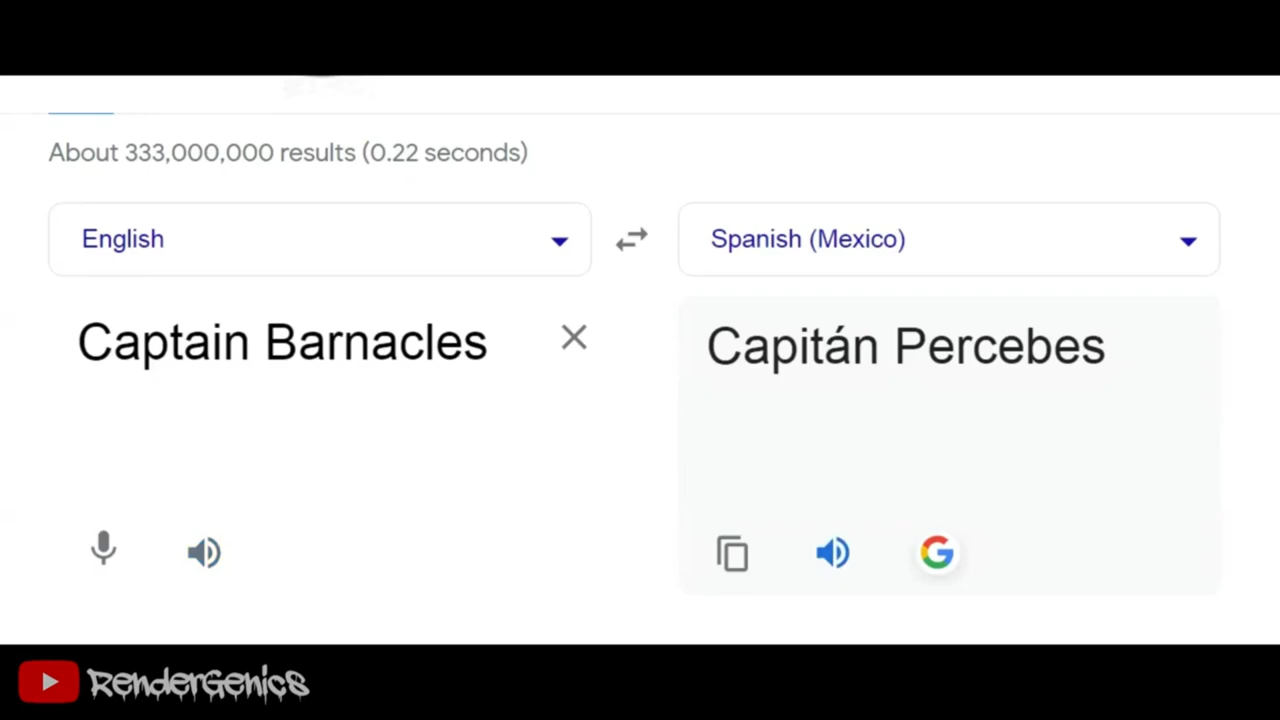 About 333,000,000 results (0.22 seconds)
English
Spanish (Mexico)
Captain Barnacles
Capitán Percebes
RenderGenics